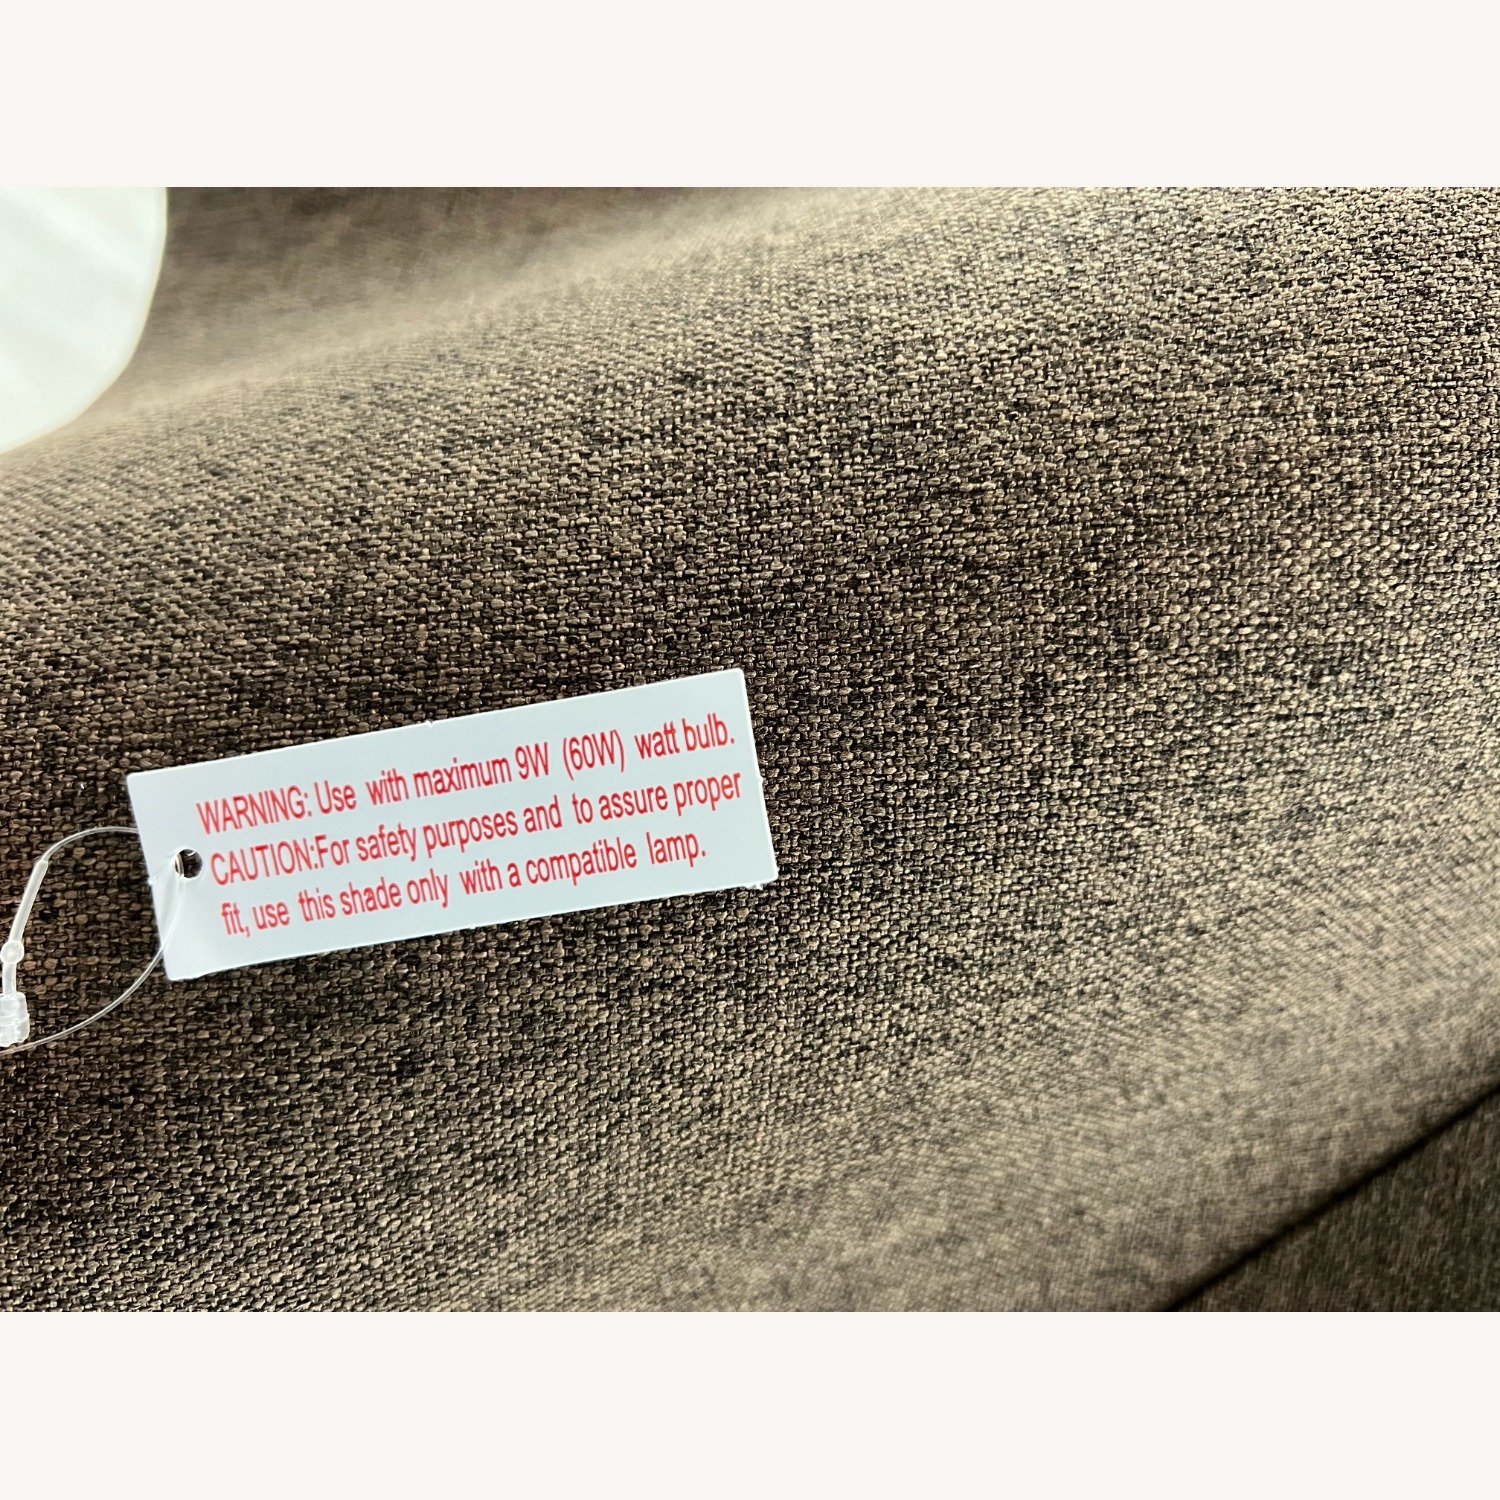 WARNING: Use with maximum 9W (60W) watt bulb.
CAUTION:For safety purposes and to assure proper
fit, use this shade only with a compatible lamp.